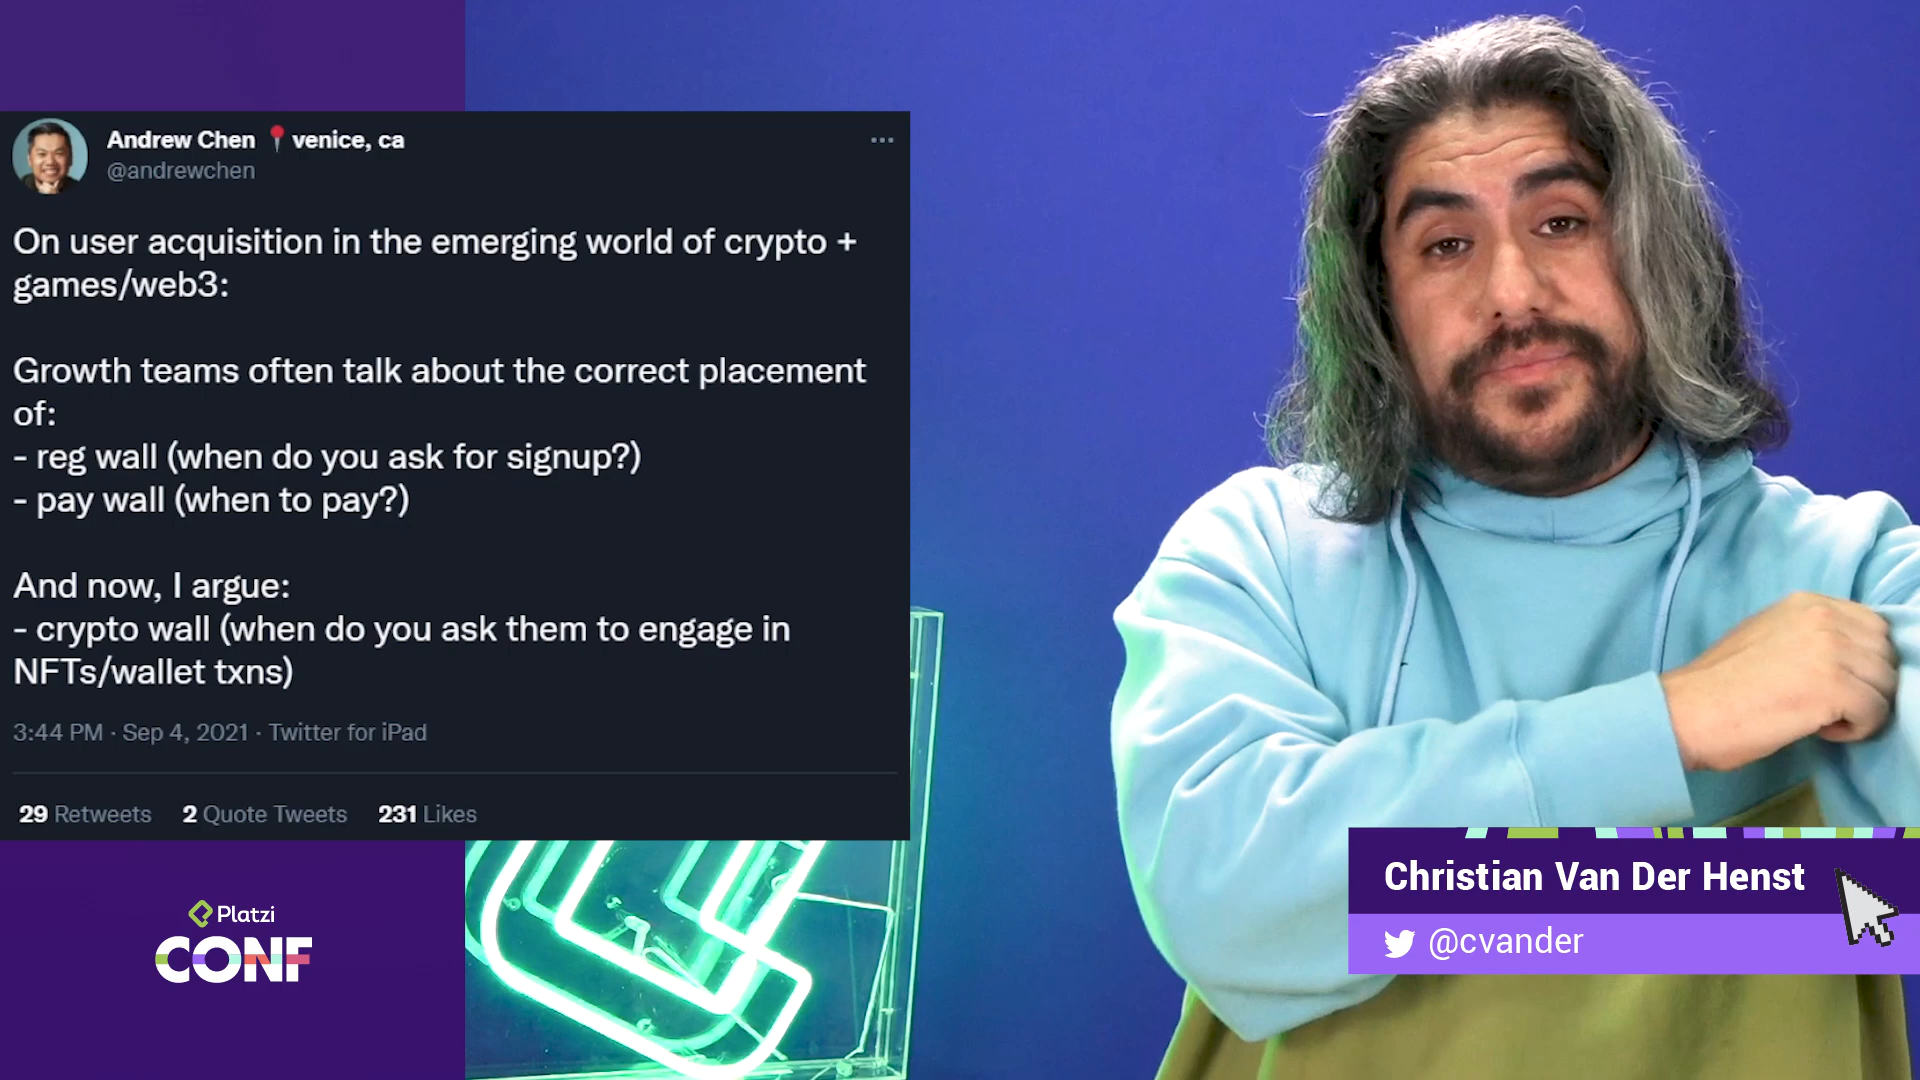 Andrew Chen 📍 venice, ca
@andrewchen
On user acquisition in the emerging world of crypto +
games/web3:
Growth teams often talk about the correct placement
of:
- reg wall (when do you ask for signup?)
- pay wall (when to pay?)
And now, I argue:
- crypto wall (when do you ask them to engage in
NFTs/wallet txns)
3:44 PM · Sep 4, 2021 · Twitter for iPad
29 Retweets 2 Quote Tweets 231 Likes
Platzi
CONF
Christian Van Der Henst
@cvander